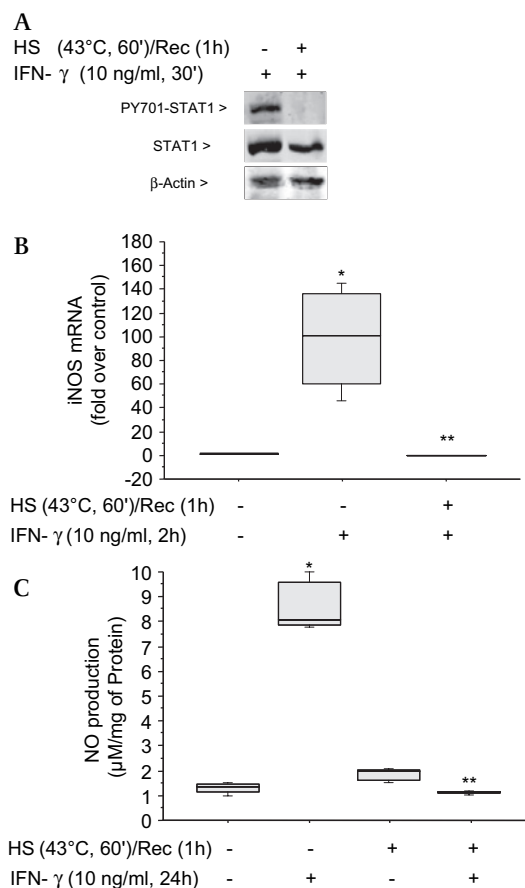 A
HS (43°C, 60')/Rec (1h) - +
IFN- γ (10 ng/ml, 30') + +
PY701-STAT1 >
STAT1 >
β-Actin >
B
iNOS mRNA
(fold over control)
180
160
140
120
100
80
60
40
20
0
-20
*
**
HS (43°C, 60')/Rec (1h) - - +
IFN- γ (10 ng/ml, 2h) - + +
C
NO production
(µM/mg of Protein)
10
9
8
7
6
5
4
3
2
1
0
*
**
HS (43°C, 60')/Rec (1h) - - + +
IFN- γ (10 ng/ml, 24h) - + - +